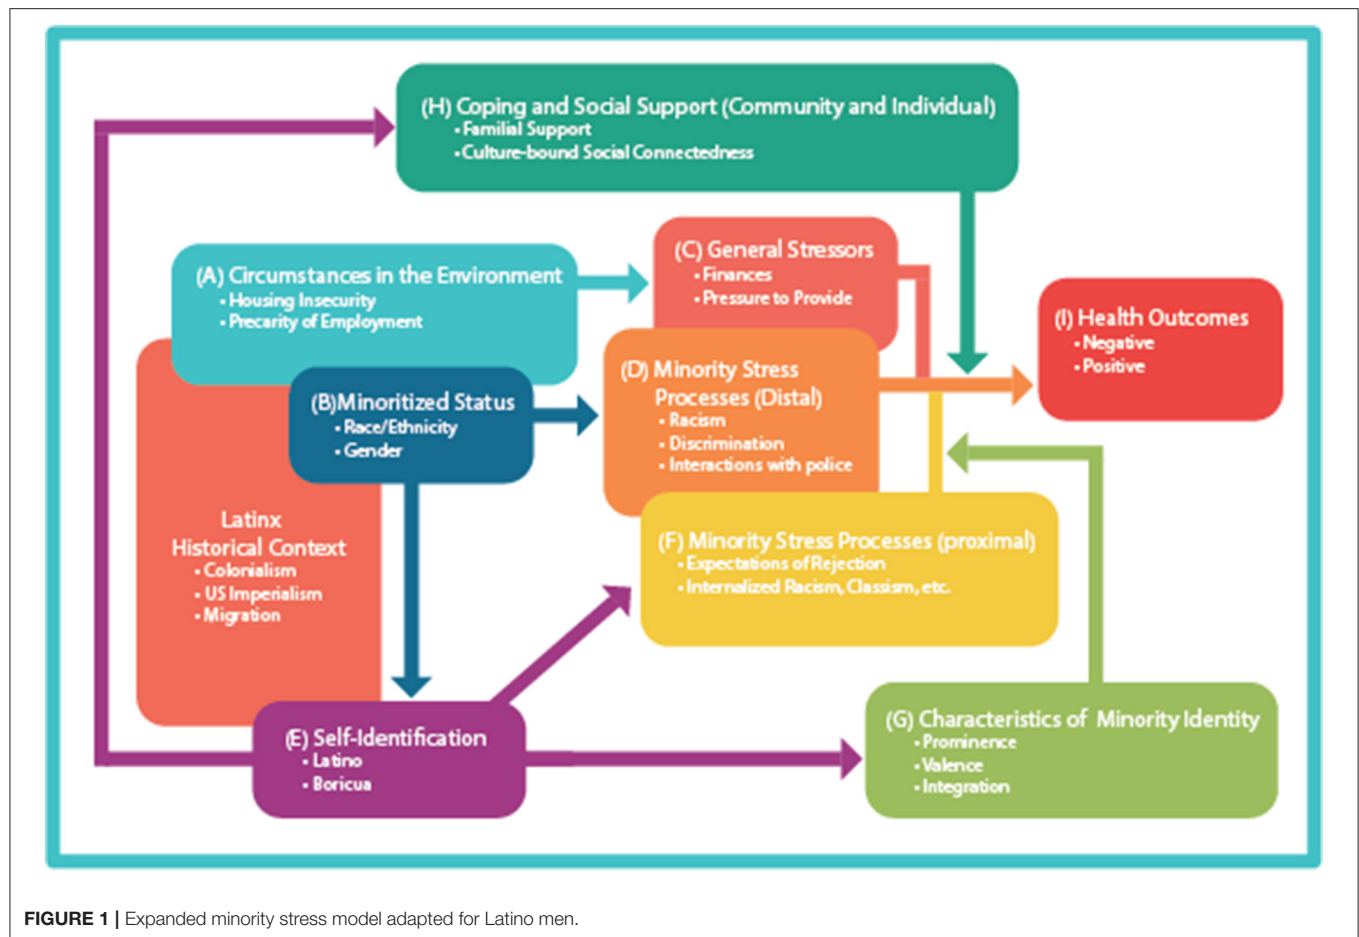 (H) Coping and Social Support (Community and Individual)
• Familial Support
• Culture-bound Social Connectedness
(A) Circumstances in the Environment
• Housing Insecurity
• Precarity of Employment
(C) General Stressors
• Finances
• Pressure to Provide
(I) Health Outcomes
• Negative
• Positive
(B)Minoritized Status
• Race/Ethnicity
• Gender
(D) Minority Stress
Processes (Distal)
• Racism
• Discrimination
• Interactions with police
Latinx
Historical Context
• Colonialism
• US Imperialism
• Migration
(F) Minority Stress Processes (proximal)
• Expectations of Rejection
• Internalized Racism, Classism, etc.
(E) Self-Identification
• Latino
• Boricua
(G) Characteristics of Minority Identity
• Prominence
• Valence
• Integration
FIGURE 1 | Expanded minority stress model adapted for Latino men.